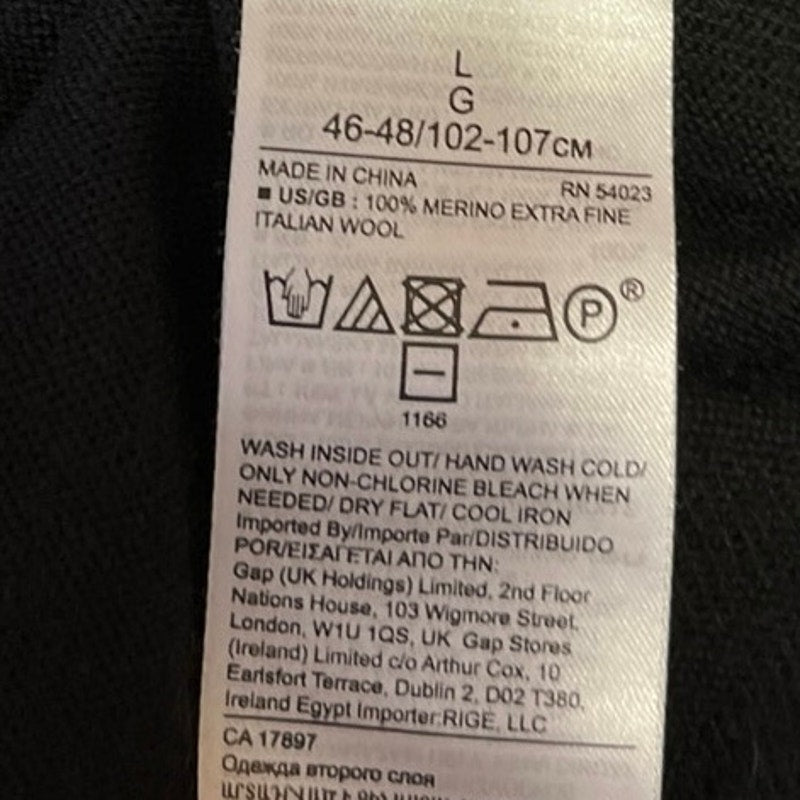 L
G
46-48/102-107CM
MADE IN CHINA RN 54023
■ US/GB : 100% MERINO EXTRA FINE
ITALIAN WOOL
P®
1166
WASH INSIDE OUT/ HAND WASH COLD/
ONLY NON-CHLORINE BLEACH WHEN
NEEDED/ DRY FLAT/ COOL IRON
Imported By/Importe Par/DISTRIBUIDO
POR/ΕΙΣΑΓΕΤΑΙ ΑΠΟ ΤΗΝ:
Gap (UK Holdings) Limited, 2nd Floor
Nations House, 103 Wigmore Street,
London, W1U 1QS, UK Gap Stores
(Ireland) Limited c/o Arthur Cox, 10
Earlsfort Terrace, Dublin 2, D02 T380,
Ireland Egypt Importer:RIGE, LLC
CA 17897
Одежда второго слоя